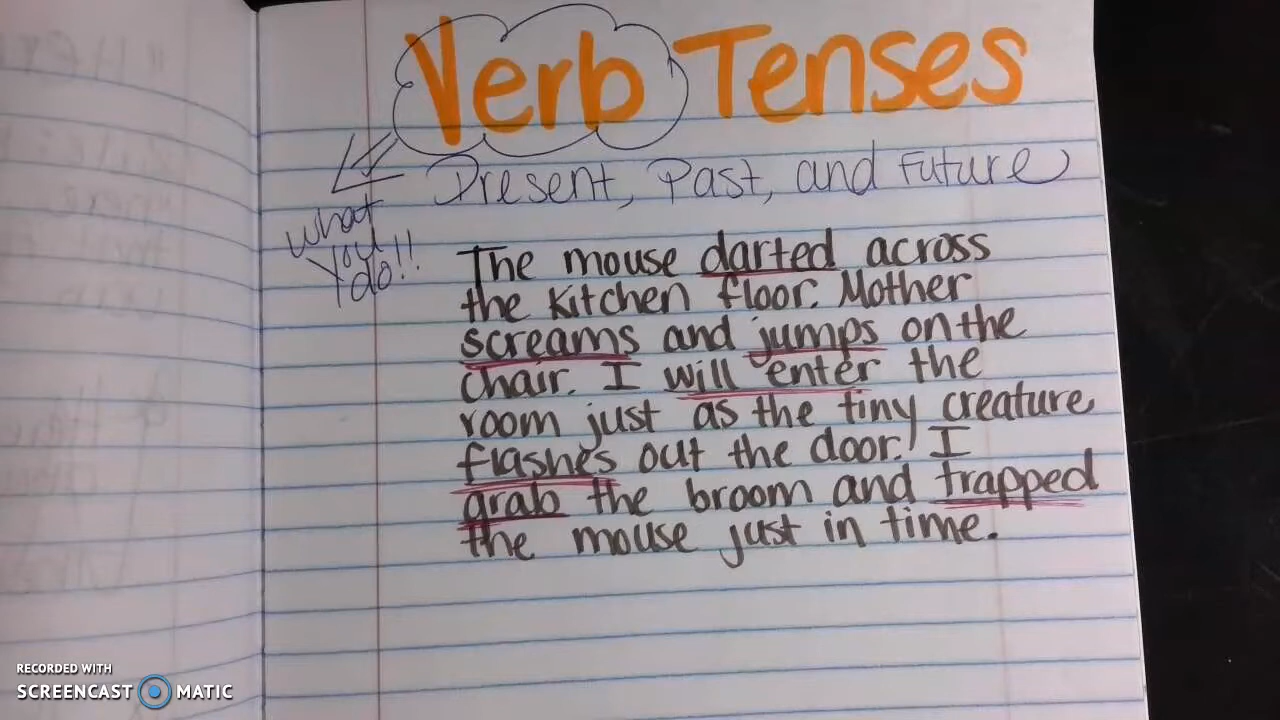 Verb Tenses
Present, Past, and Future
what
you
do!!
The mouse darted across
the kitchen floor. Mother
screams and jumps on the
chair. I will enter the
room just as the tiny creature
flashes out the door. I
grab the broom and trapped
the mouse just in time.
RECORDED WITH
SCREENCAST MATIC